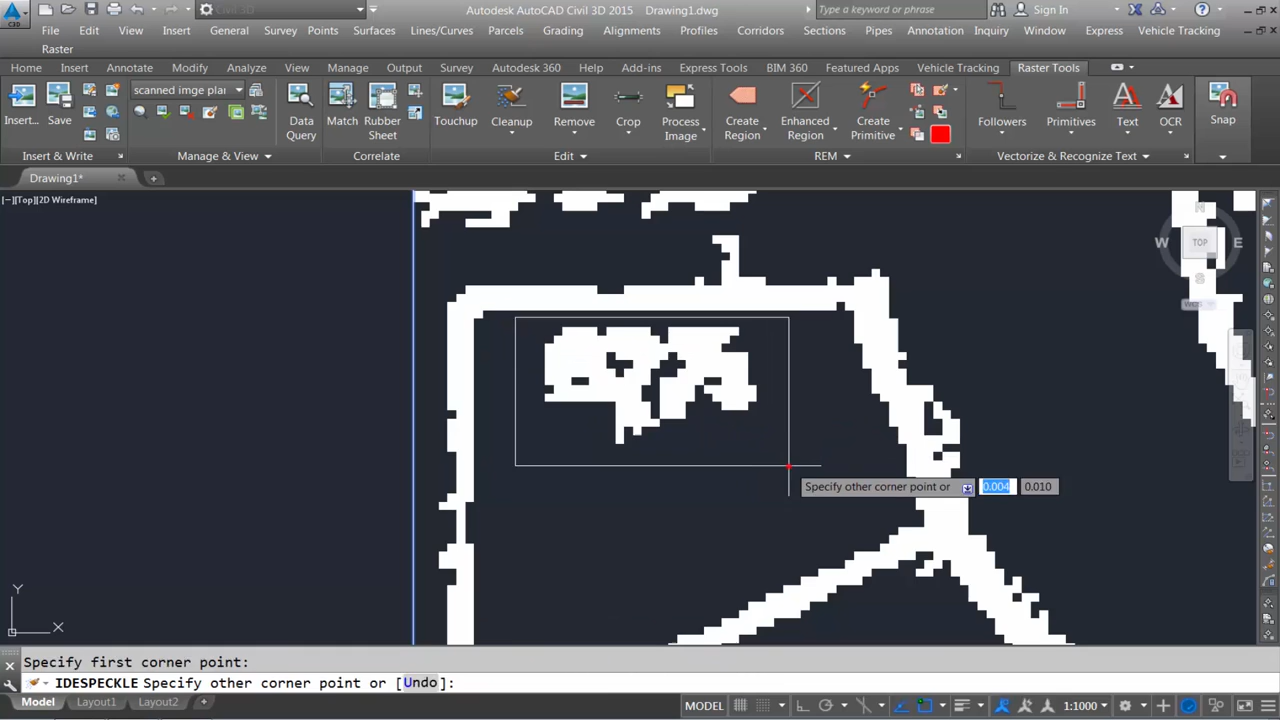 Civil 3D
Autodesk AutoCAD Civil 3D 2015 Drawing1.dwg
Type a keyword or phrase
Sign In
C3D
File Edit View Insert General Survey Points Surfaces Lines/Curves Parcels Grading Alignments Profiles Corridors Sections Pipes Annotation Inquiry Window Express Vehicle Tracking
Raster
Home Insert Annotate Modify Analyze View Manage Output Survey Autodesk 360 Help Add-ins Express Tools BIM 360 Featured Apps Vehicle Tracking Raster Tools
scanned imge plar
Insert... Save Data Query Match Rubber Sheet Touchup Cleanup Remove Crop Process Image Create Region Enhanced Region Create Primitive Followers Primitives Text OCR Snap
Insert & Write Manage & View Correlate Edit REM Vectorize & Recognize Text
Drawing1*
[−][Top][2D Wireframe]
N
W TOP E
S
Specify other corner point or 0.004 0.010
Y
X
Specify first corner point:
IDESPECKLE Specify other corner point or [Undo]:
Model Layout1 Layout2 +
MODEL 1:1000